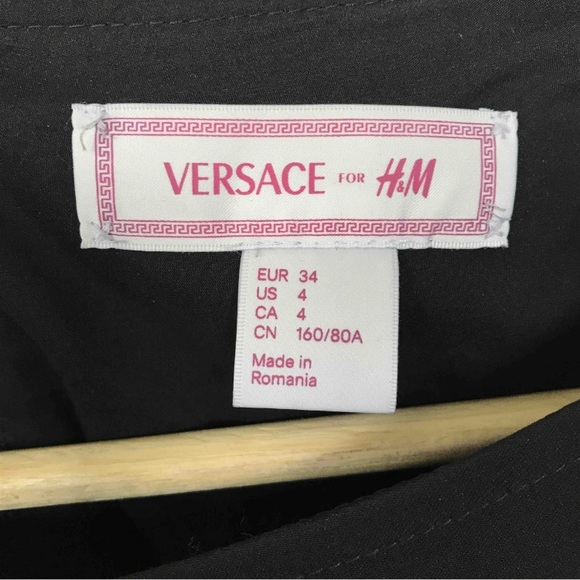 VERSACE FOR H&M
EUR 34
US 4
CA 4
CN 160/80A
Made in
Romania